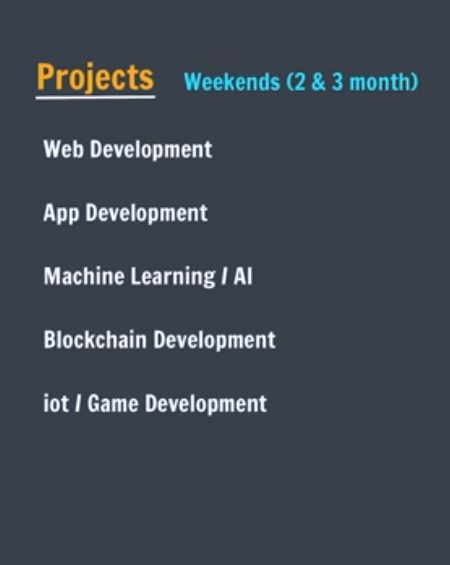 Projects Weekends (2 & 3 month)
Web Development
App Development
Machine Learning / AI
Blockchain Development
iot / Game Development